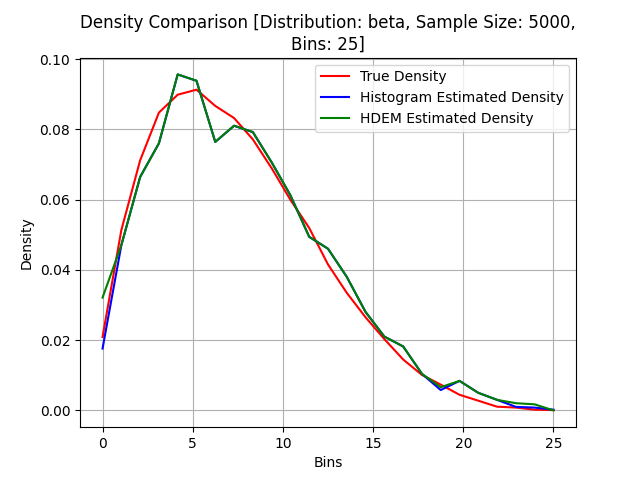 Density Comparison [Distribution: beta, Sample Size: 5000,
Bins: 25]
True Density
Histogram Estimated Density
HDEM Estimated Density
Density
0.10
0.08
0.06
0.04
0.02
0.00
0
5
10
15
20
25
Bins